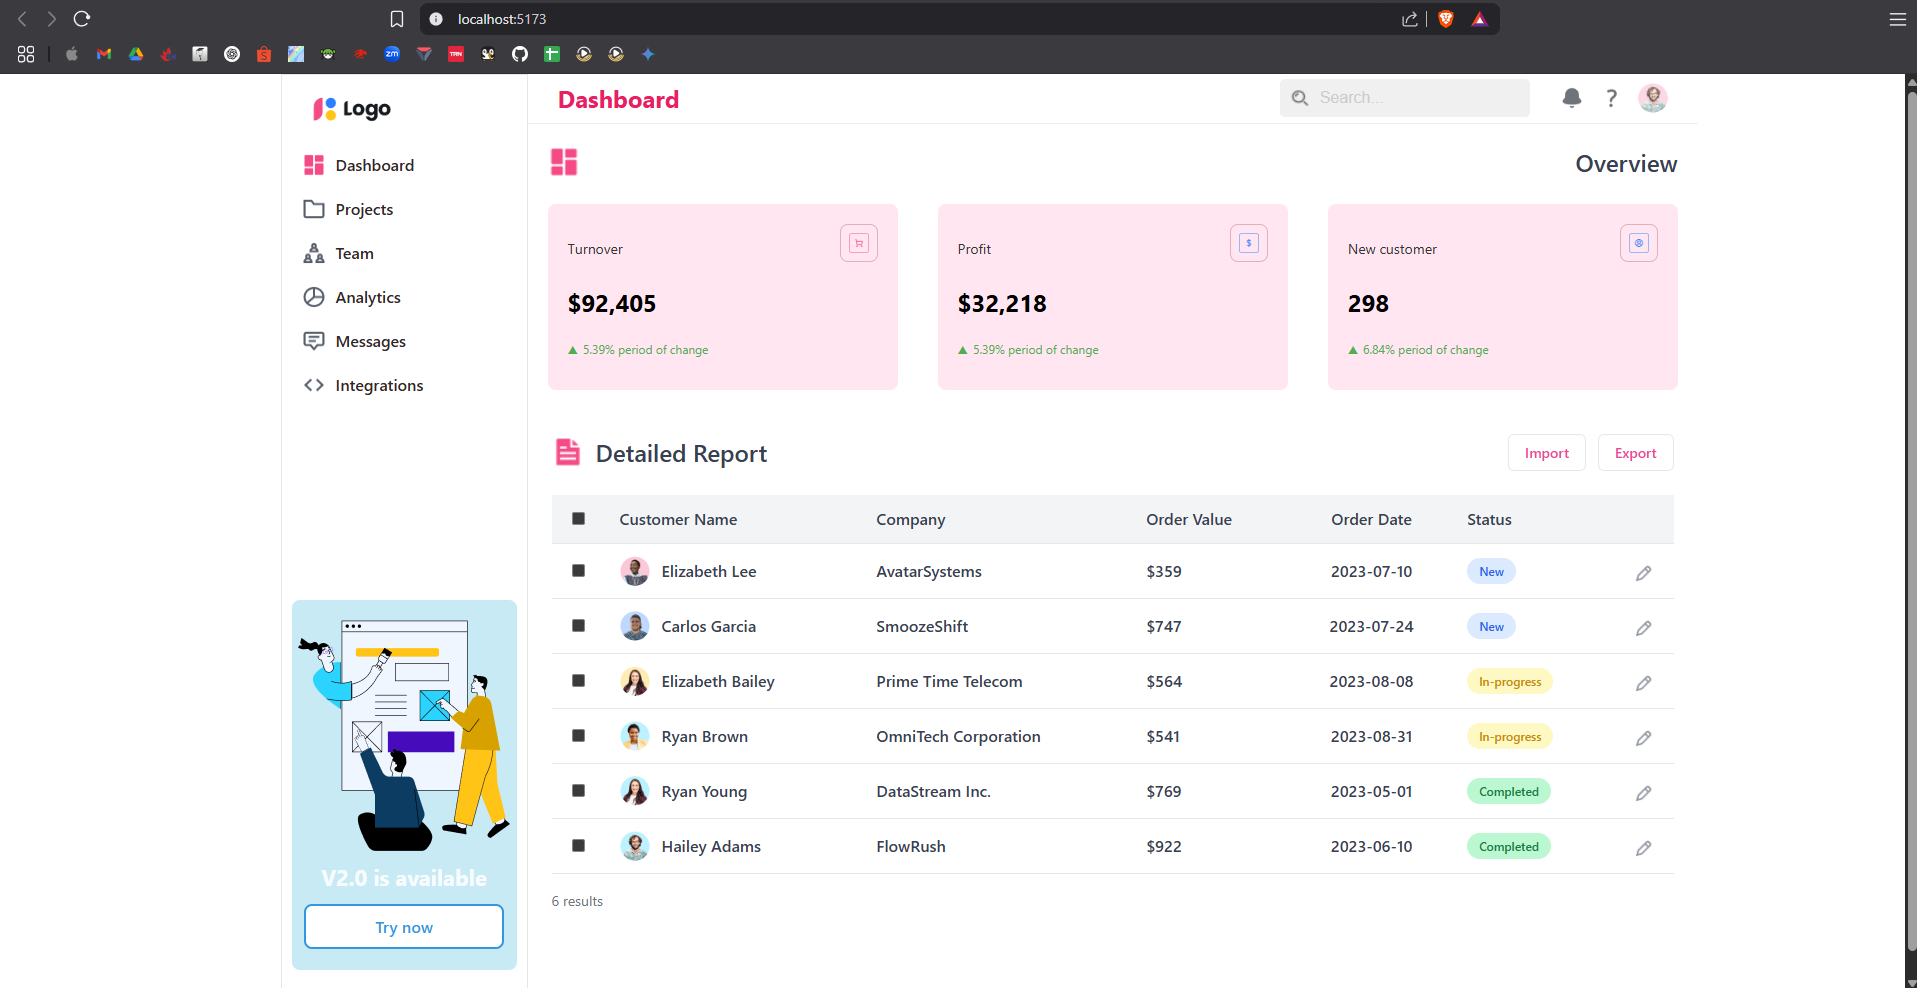 localhost:5173
zm
TRN
Logo
Dashboard
Search...
?
Dashboard
Projects
Team
Analytics
Messages
Integrations
Overview
Turnover
$92,405
▲ 5.39% period of change
Profit
$
$32,218
▲ 5.39% period of change
New customer
298
▲ 6.84% period of change
Detailed Report
Import
Export
Customer Name Company Order Value Order Date Status
Elizabeth Lee AvatarSystems $359 2023-07-10 New
Carlos Garcia SmoozeShift $747 2023-07-24 New
Elizabeth Bailey Prime Time Telecom $564 2023-08-08 In-progress
Ryan Brown OmniTech Corporation $541 2023-08-31 In-progress
Ryan Young DataStream Inc. $769 2023-05-01 Completed
Hailey Adams FlowRush $922 2023-06-10 Completed
6 results
V2.0 is available
Try now